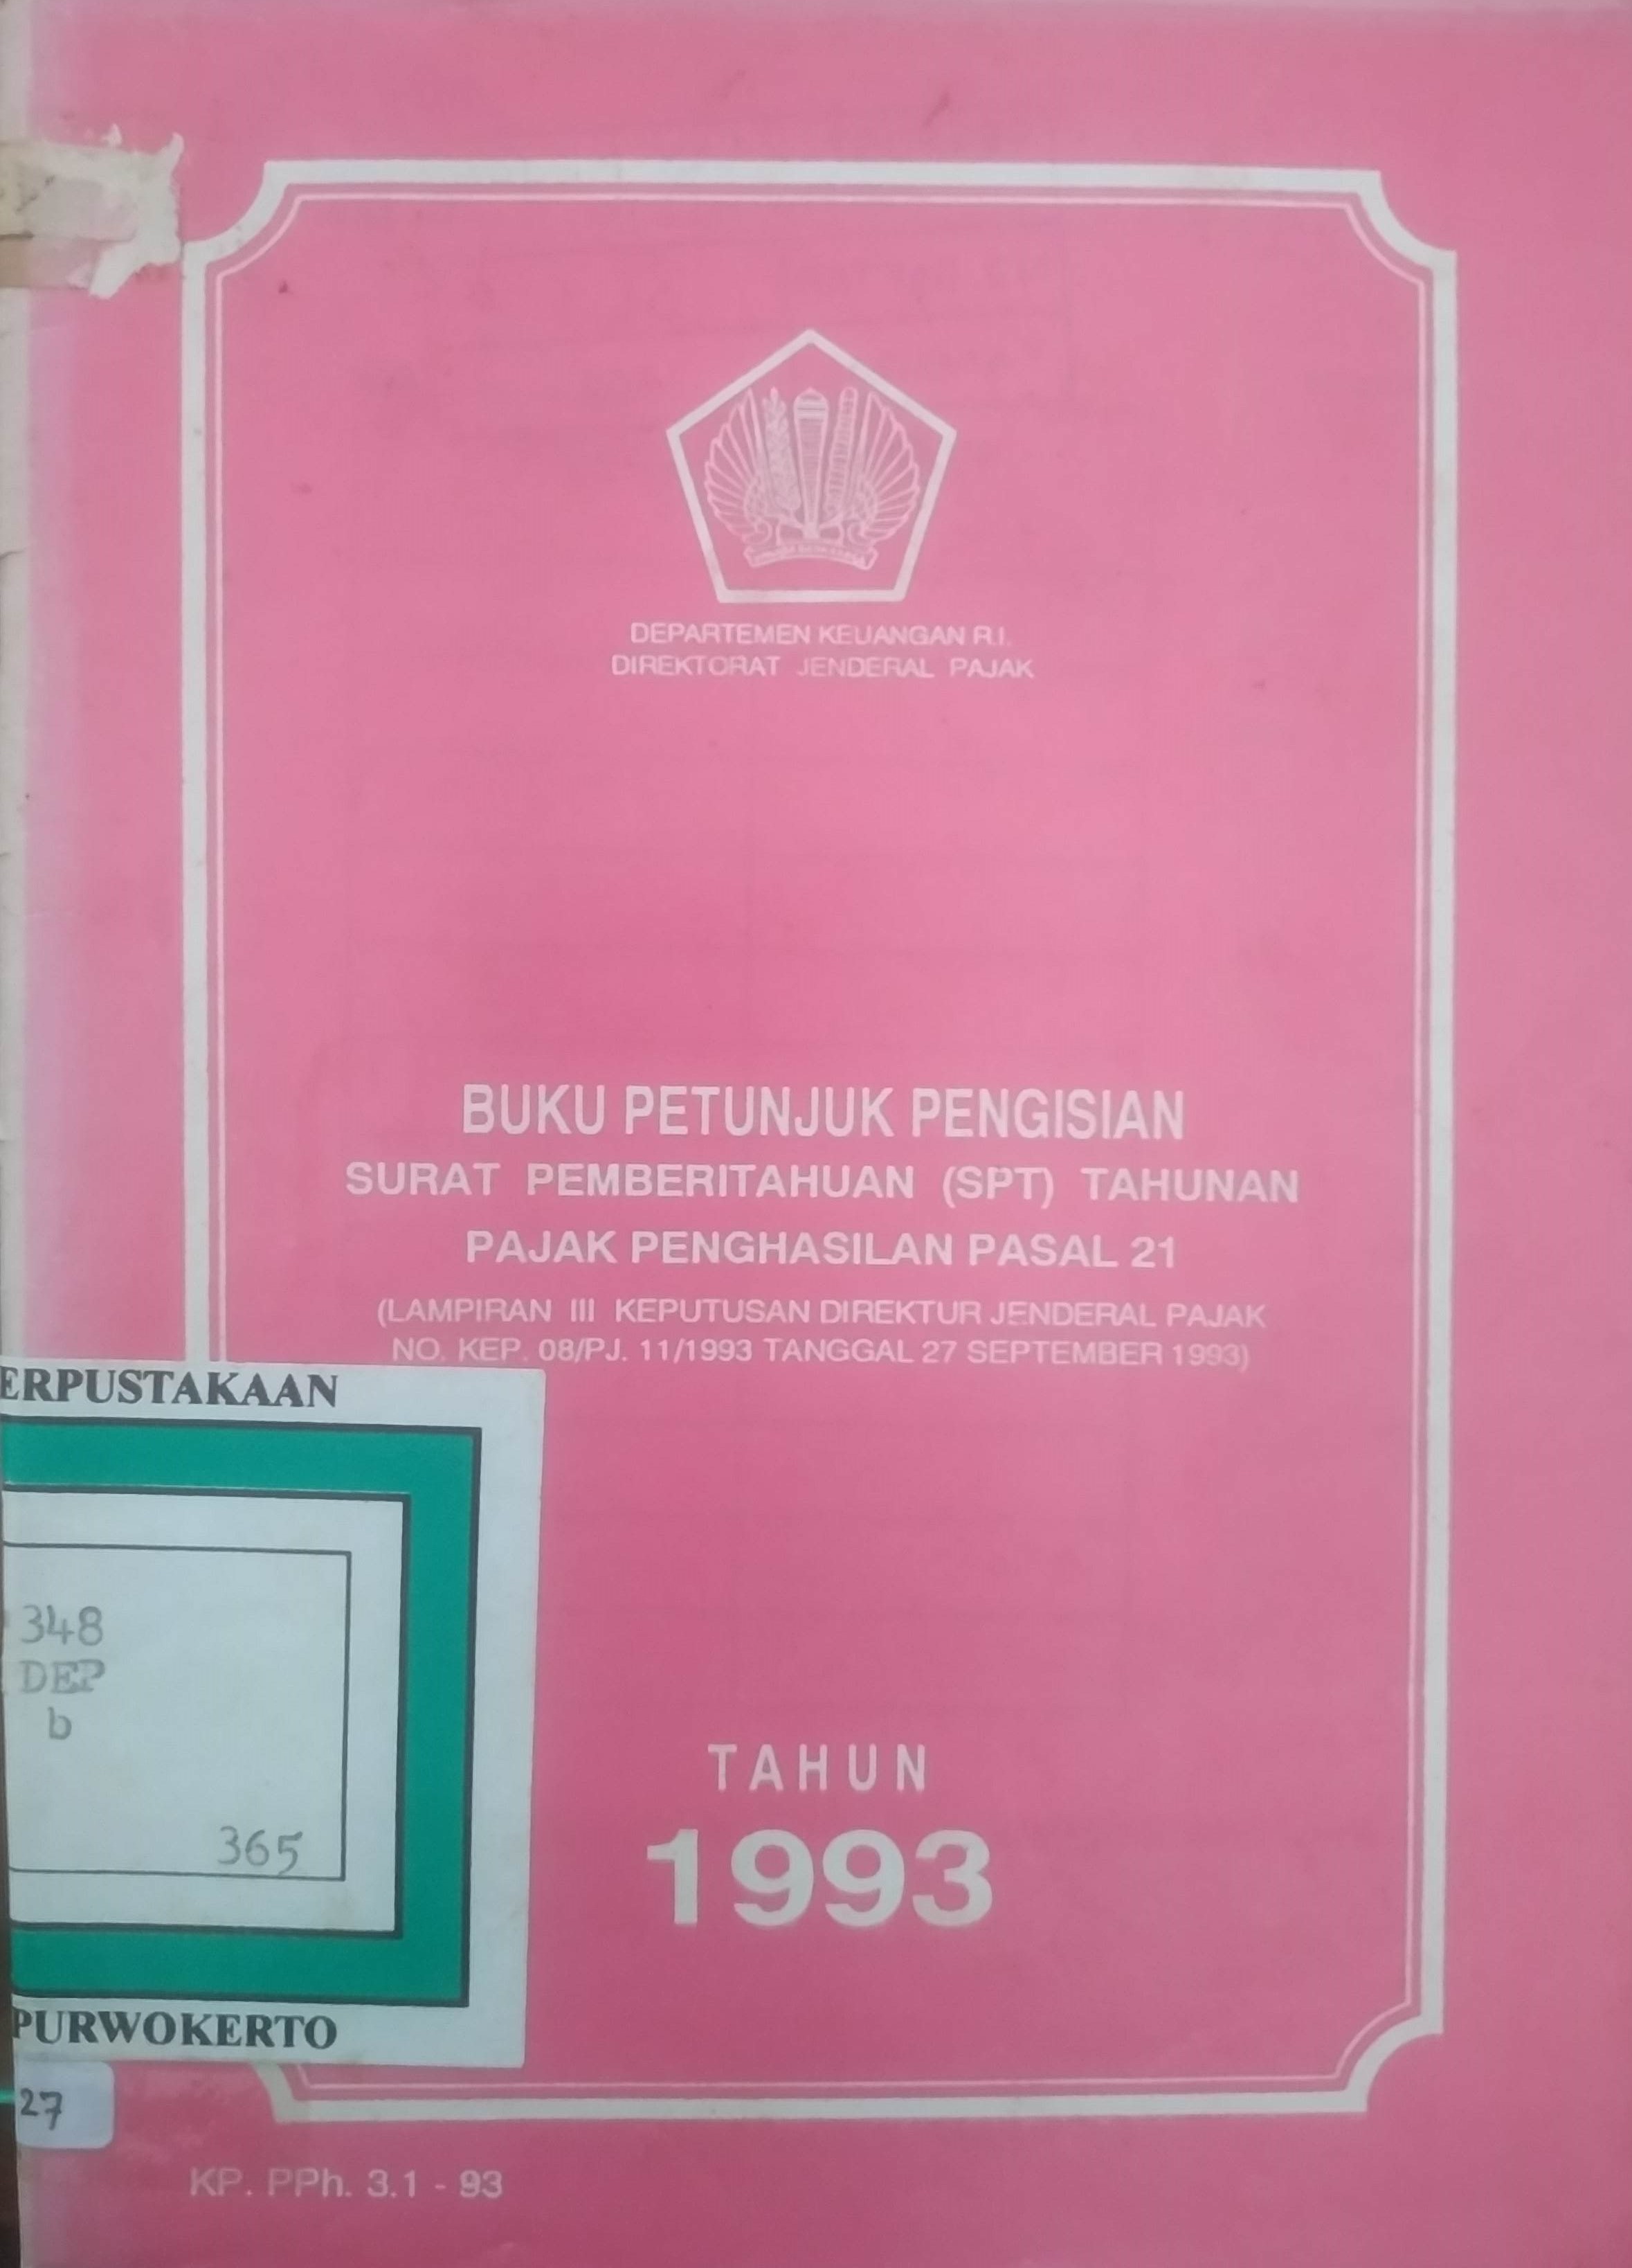 DEPARTEMEN KEUANGAN R.I.
DIREKTORAT JENDERAL PAJAK
BUKU PETUNJUK PENGISIAN
SURAT PEMBERITAHUAN (SPT) TAHUNAN
PAJAK PENGHASILAN PASAL 21
(LAMPIRAN III KEPUTUSAN DIREKTUR JENDERAL PAJAK
NO. KEP. 08/PJ. 11/1993 TANGGAL 27 SEPTEMBER 1993)
ERPUSTAKAAN
348
DEP
b
365
PURWOKERTO
27
TAHUN
1993
KP. PPh. 3.1 - 93